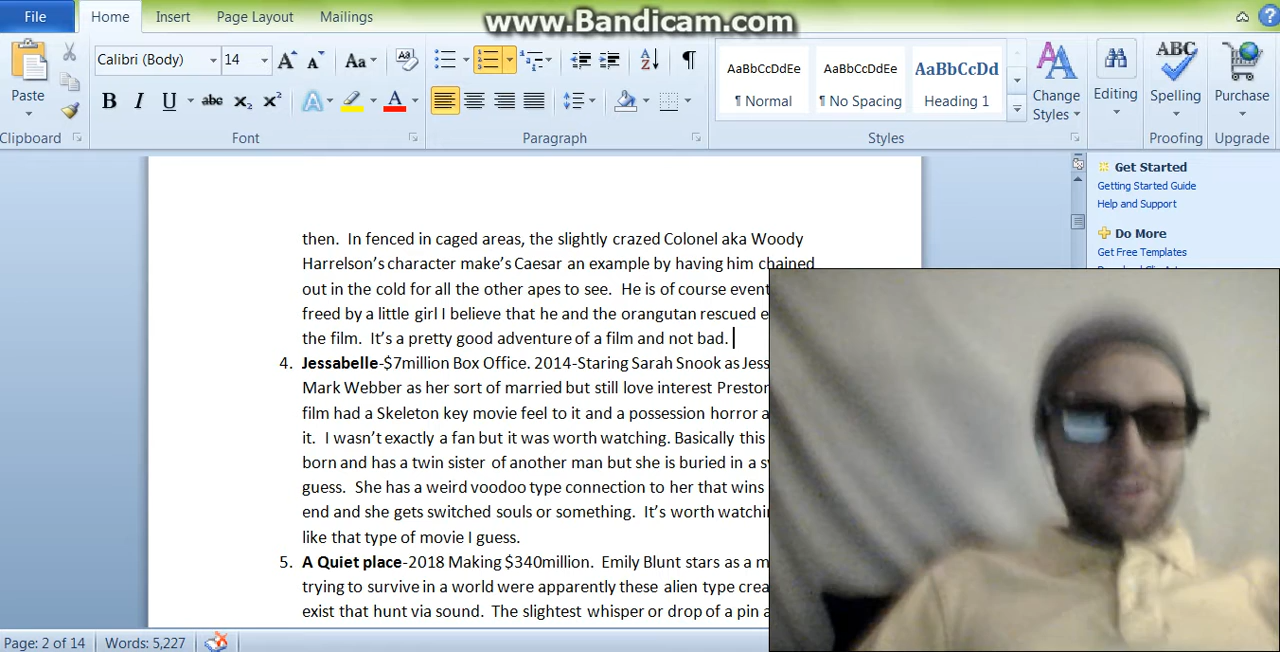 www.Bandicam.com
File Home Insert Page Layout Mailings
Calibri (Body) 14 Aa
AaBbCcDdEe AaBbCcDdEe AaBbCcDd
¶ Normal ¶ No Spacing Heading 1
Paste
B I U abc X₂ X² A A
Change Styles
Editing
ABC Spelling
Purchase
Clipboard Font Paragraph Styles Proofing Upgrade
Get Started
Getting Started Guide
Help and Support
Do More
Get Free Templates
then. In fenced in caged areas, the slightly crazed Colonel aka Woody
Harrelson's character make's Caesar an example by having him chained
out in the cold for all the other apes to see. He is of course event
freed by a little girl I believe that he and the orangutan rescued e
the film. It's a pretty good adventure of a film and not bad.
4. Jessabelle-$7million Box Office. 2014-Staring Sarah Snook as Jess
Mark Webber as her sort of married but still love interest Preston
film had a Skeleton key movie feel to it and a possession horror a
it. I wasn't exactly a fan but it was worth watching. Basically this
born and has a twin sister of another man but she is buried in a sw
guess. She has a weird voodoo type connection to her that wins
end and she gets switched souls or something. It's worth watchin
like that type of movie I guess.
5. A Quiet place-2018 Making $340million. Emily Blunt stars as a m
trying to survive in a world were apparently these alien type crea
exist that hunt via sound. The slightest whisper or drop of a pin a
Page: 2 of 14 Words: 5,227